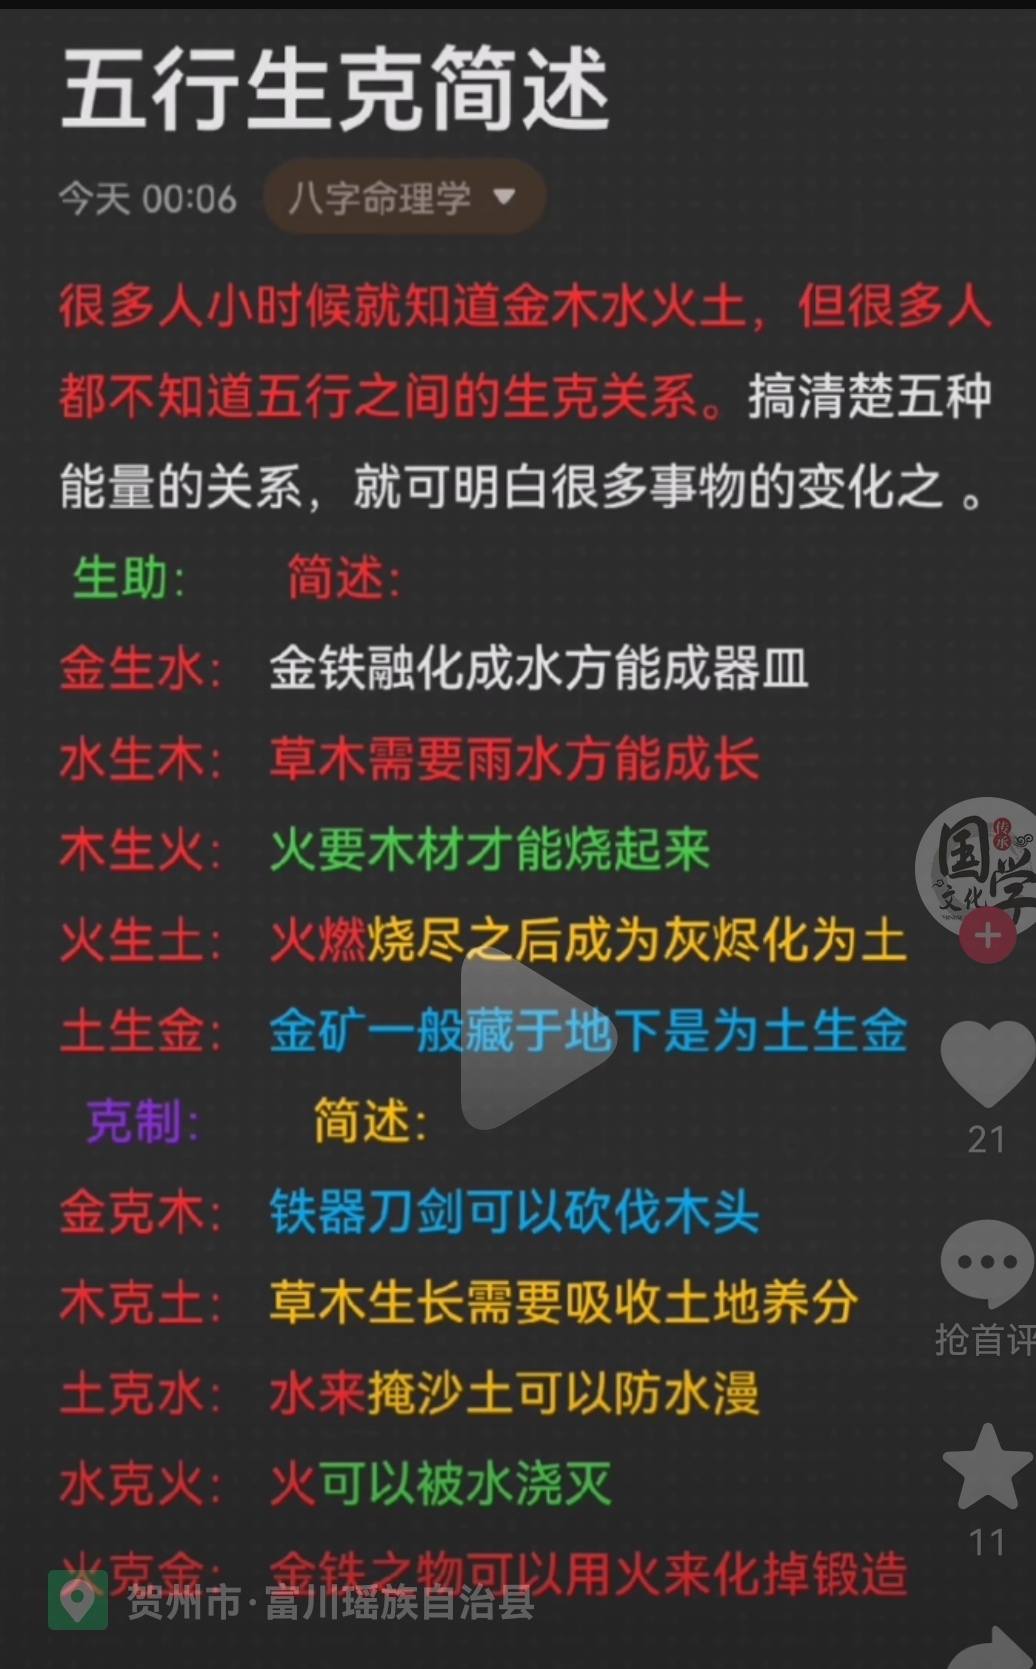 五行生克简述
今天 00:06 八字命理学
很多人小时候就知道金木水火土，但很多人
都不知道五行之间的生克关系。搞清楚五种
能量的关系，就可明白很多事物的变化之 。
生助： 简述：
金生水： 金铁融化成水方能成器皿
水生木： 草木需要雨水方能成长
木生火： 火要木材才能烧起来
火生土： 火燃烧尽之后成为灰烬化为土
土生金： 金矿一般藏于地下是为土生金
克制： 简述：
金克木： 铁器刀剑可以砍伐木头
木克土： 草木生长需要吸收土地养分
土克水： 水来掩沙土可以防水漫
水克火： 火可以被水浇灭
火克金： 金铁之物可以用火来化掉锻造
贺州市·富川瑶族自治县
国学
传承
文化
21
抢首评
11